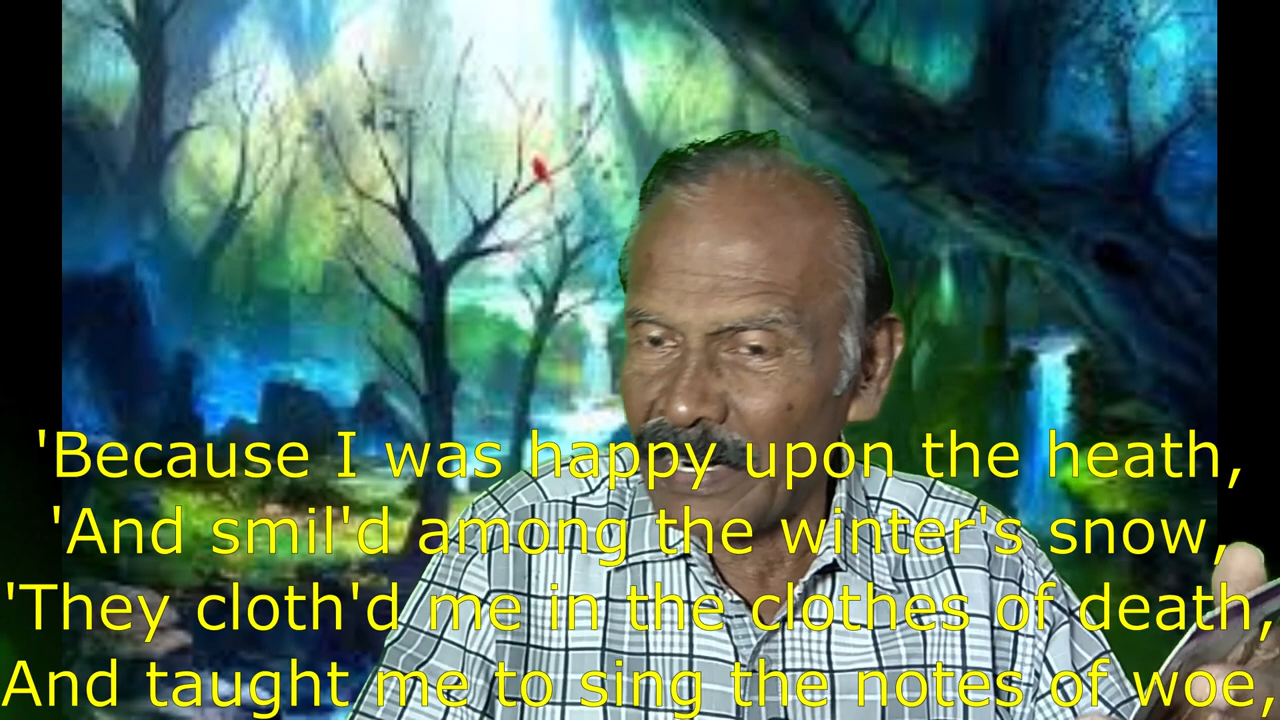 'Because I was happy upon the heath,
'And smil'd among the winter's snow,
'They cloth'd me in the clothes of death,
And taught me to sing the notes of woe,